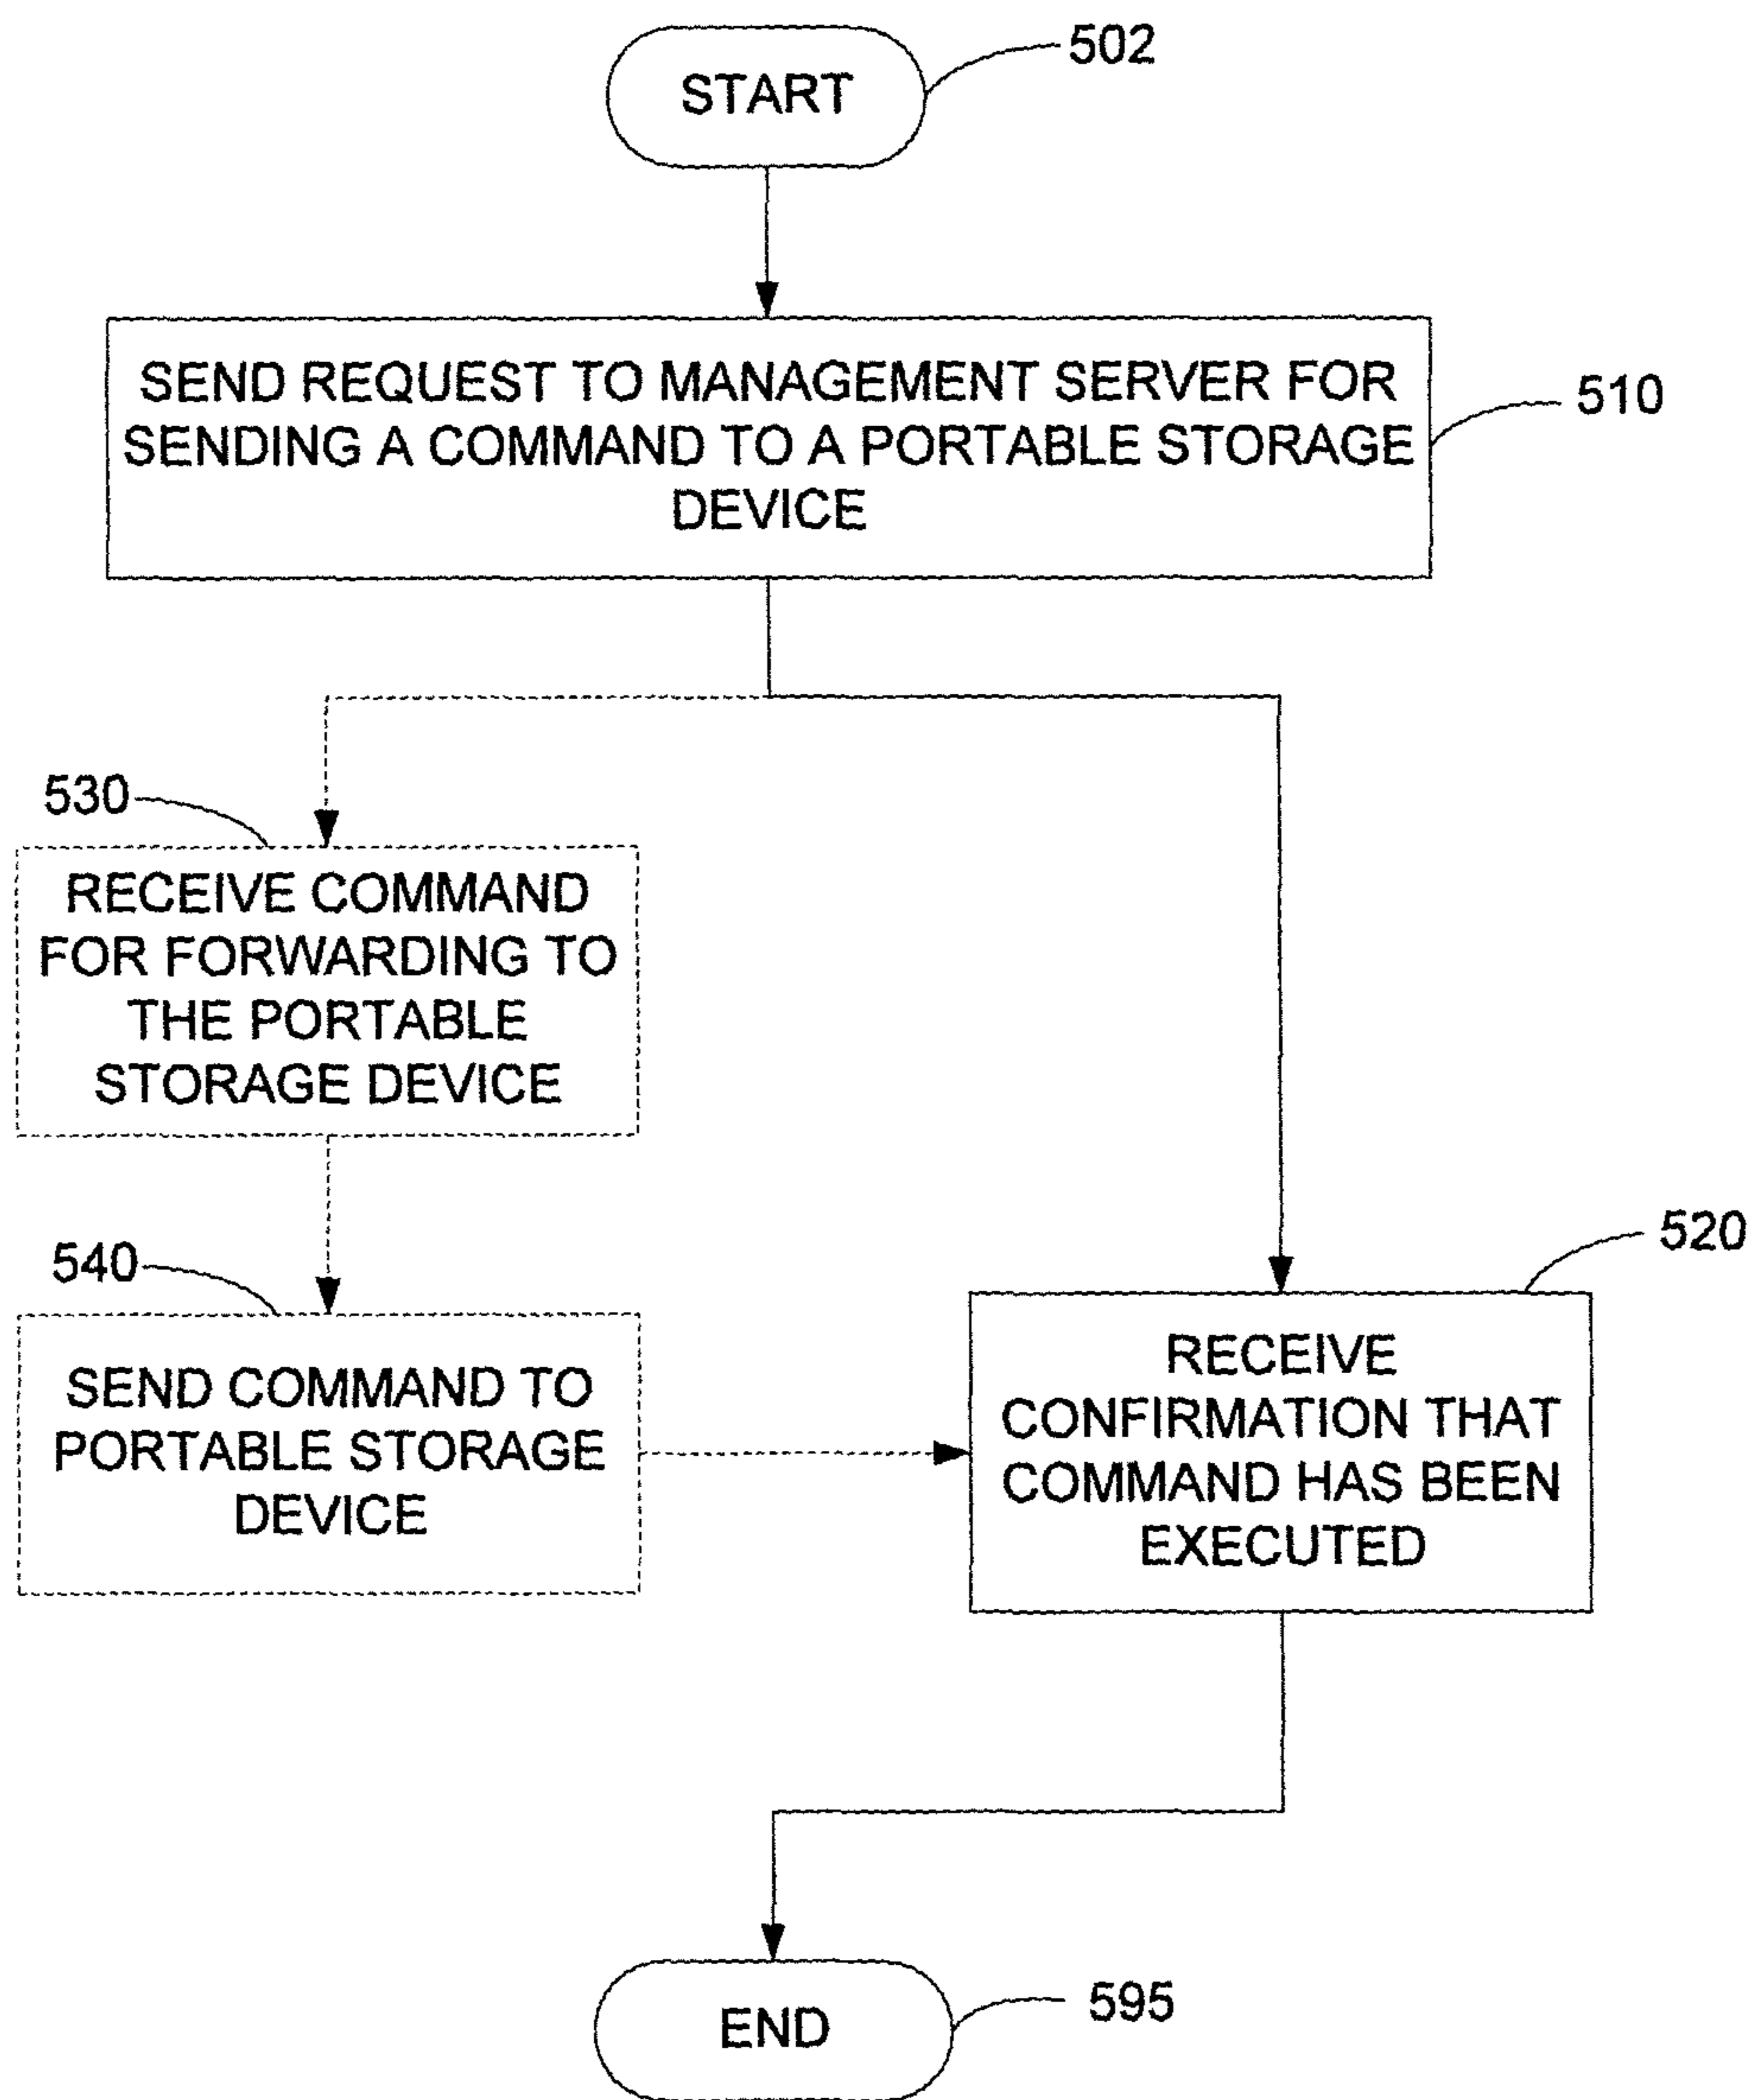 START
502
SEND REQUEST TO MANAGEMENT SERVER FOR
SENDING A COMMAND TO A PORTABLE STORAGE
DEVICE
510
530
RECEIVE COMMAND
FOR FORWARDING TO
THE PORTABLE
STORAGE DEVICE
540
SEND COMMAND TO
PORTABLE STORAGE
DEVICE
520
RECEIVE
CONFIRMATION THAT
COMMAND HAS BEEN
EXECUTED
END
595